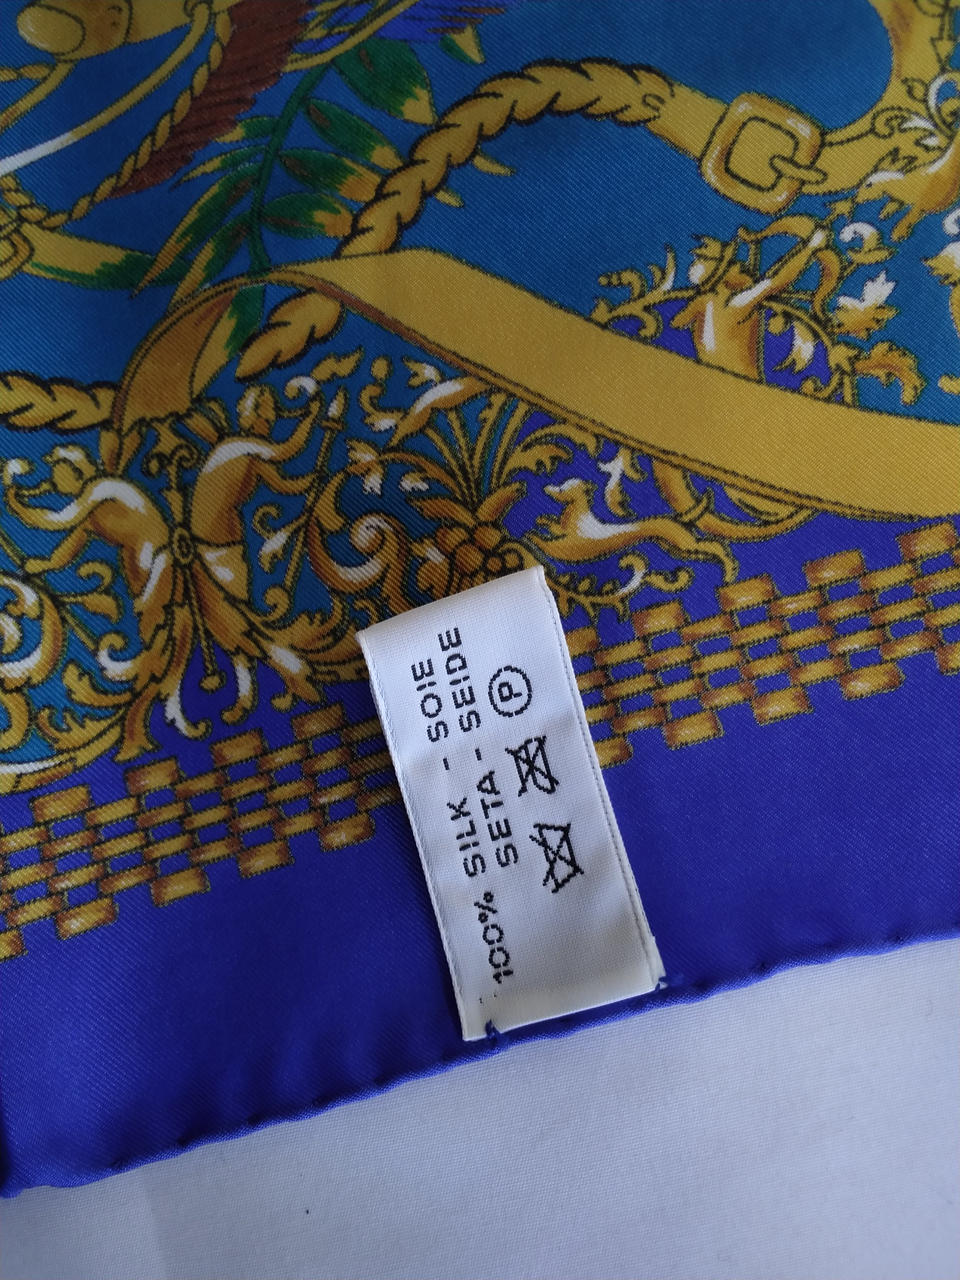 100% SILK - SOIE
SETA - SEIDE
P